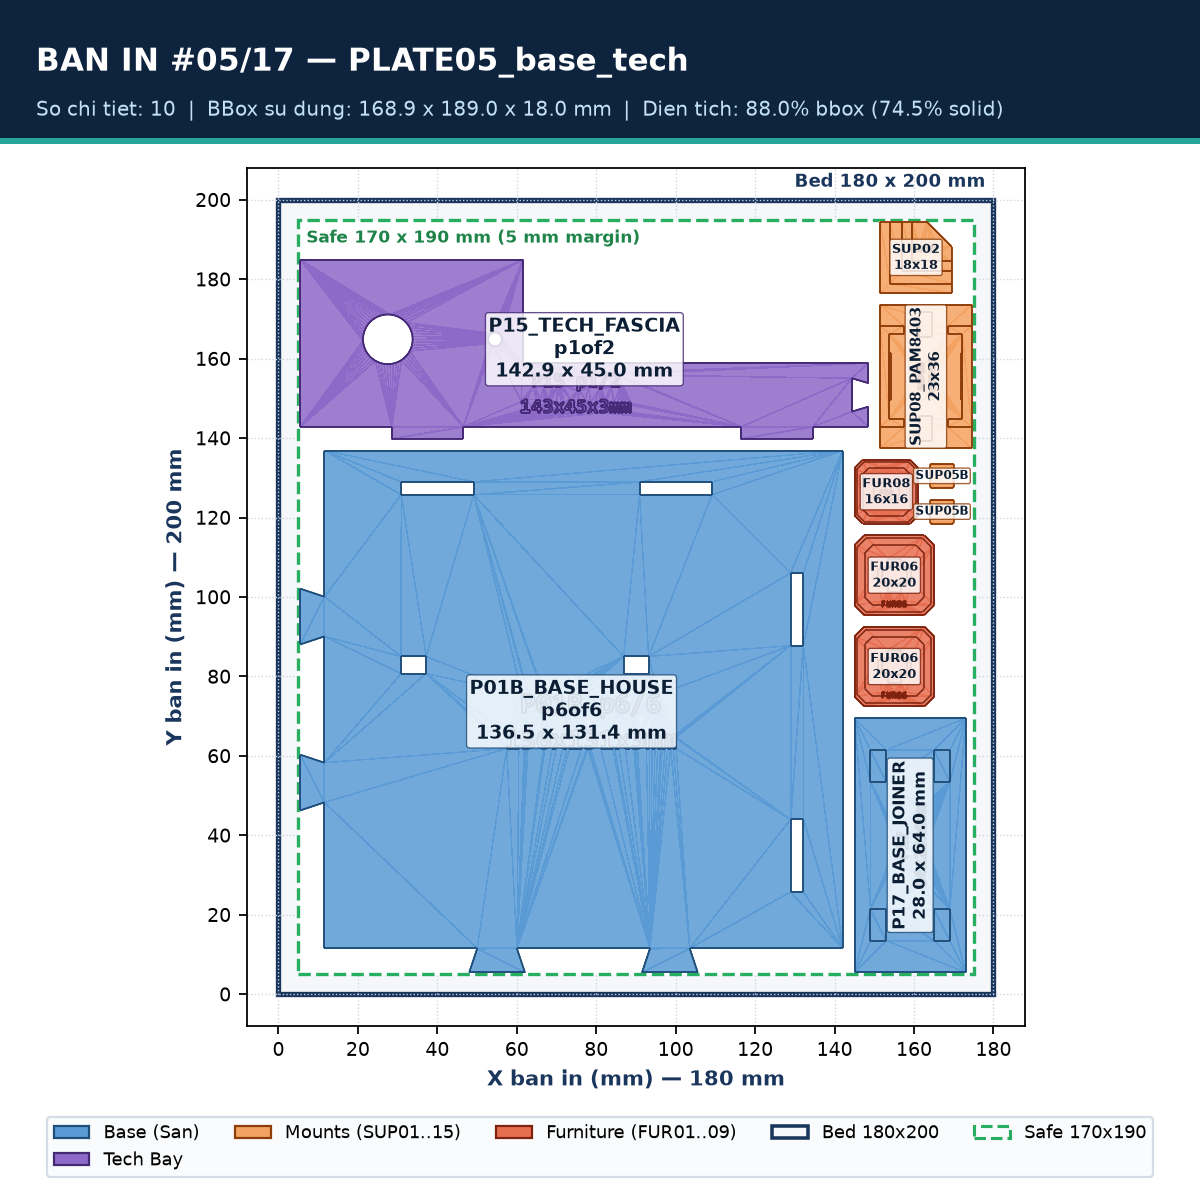 BAN IN #05/17 — PLATE05_base_tech
So chi tiet: 10 | BBox su dung: 168.9 x 189.0 x 18.0 mm | Dien tich: 88.0% bbox (74.5% solid)
Bed 180 x 200 mm
Safe 170 x 190 mm (5 mm margin)
SUP02
18x18
P15_TECH_FASCIA
p1of2
142.9 x 45.0 mm
143x45x3mm
SUP08_PAM8403
23x36
FUR08
16x16
SUP05B
SUP05B
FUR06
20x20
FUR06
FUR06
20x20
FUR06
P01B_BASE_HOUSE
p6of6
136.5 x 131.4 mm
P17_BASE_JOINER
28.0 x 64.0 mm
200
180
160
140
120
100
80
60
40
20
0
Y ban in (mm) — 200 mm
0 20 40 60 80 100 120 140 160 180
X ban in (mm) — 180 mm
Base (San) Mounts (SUP01..15) Furniture (FUR01..09) Bed 180x200 Safe 170x190
Tech Bay